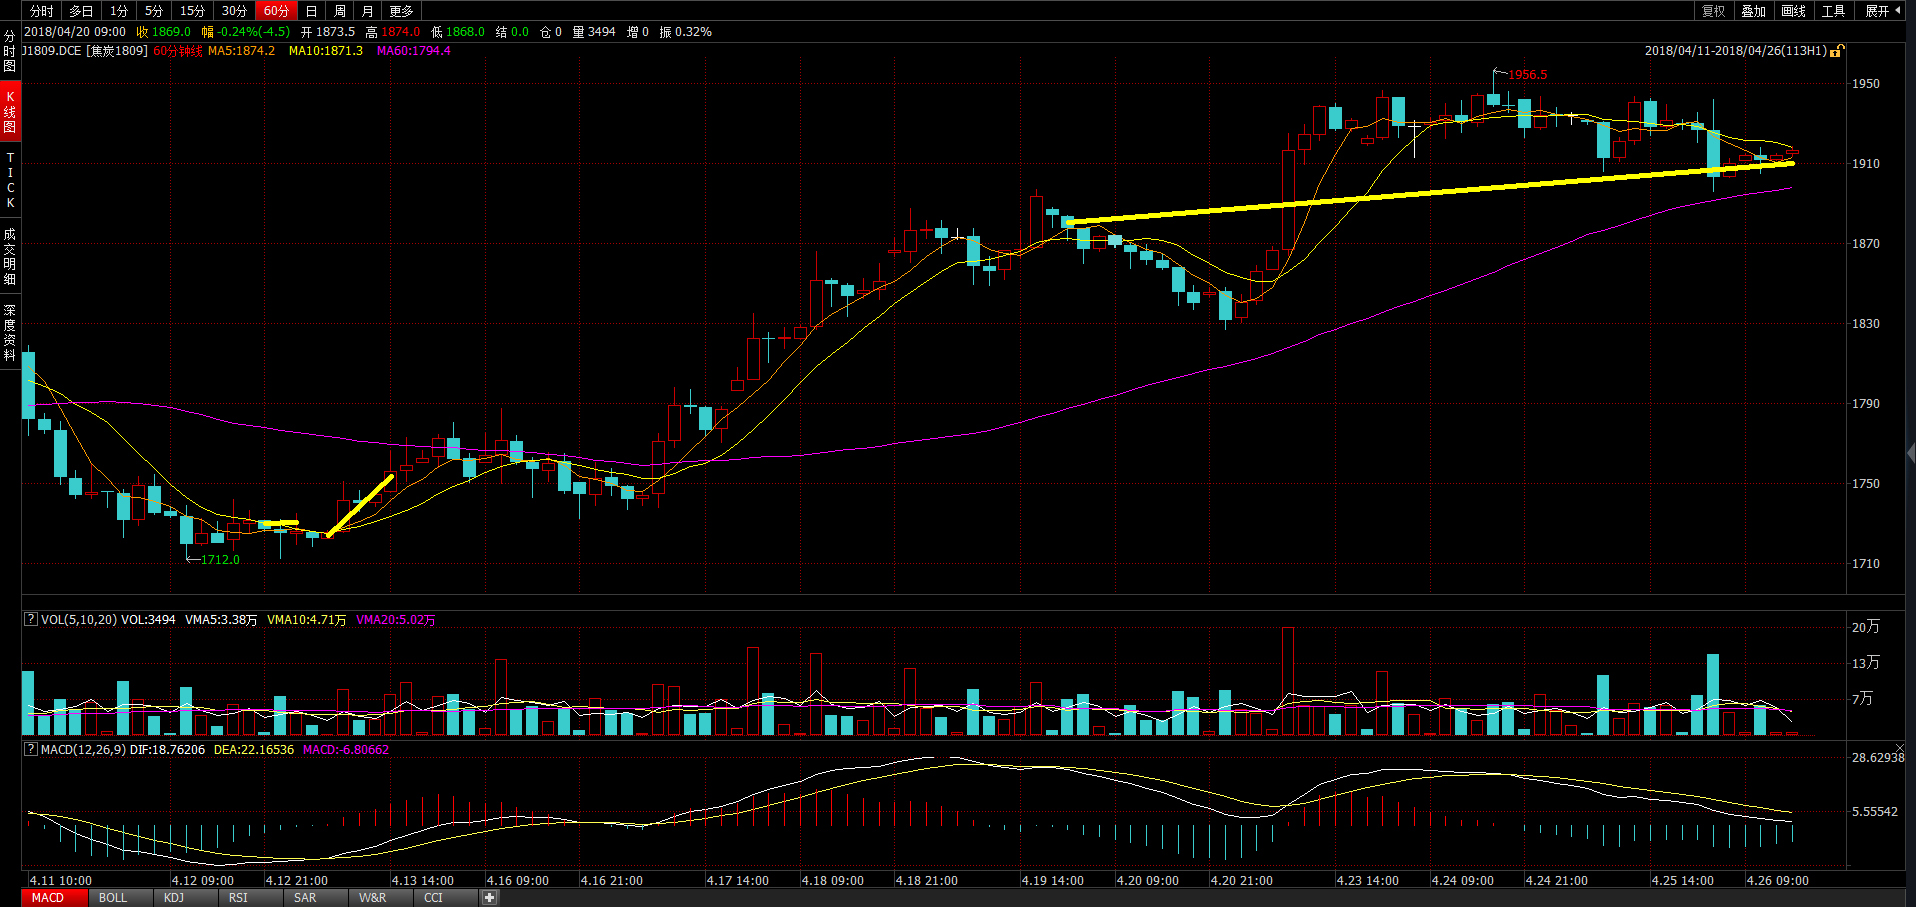 分时 多日 1分 5分 15分 30分 60分 日 周 月 更多 复权 叠加 画线 工具 展开
2018/04/20 09:00 收 1869.0 幅 -0.24%(-4.5) 开 1873.5 高 1874.0 低 1868.0 结 0.0 仓 0 量 3494 增 0 振 0.32%
J1809.DCE [焦炭1809] 60分钟线 MA5:1874.2 MA10:1871.3 MA60:1794.4 2018/04/11-2018/04/26(113H1)
分时图
K线图
TICK
成交明细
深度资料
1956.5
1950
1910
1870
1830
1790
1750
1710
1712.0
? VOL(5,10,20) VOL:3494 VMA5:3.38万 VMA10:4.71万 VMA20:5.02万
20万
13万
7万
? MACD(12,26,9) DIF:18.76206 DEA:22.16536 MACD:-6.80662
28.62938
5.55542
4.11 10:00 4.12 09:00 4.12 21:00 4.13 14:00 4.16 09:00 4.16 21:00 4.17 14:00 4.18 09:00 4.18 21:00 4.19 14:00 4.20 09:00 4.20 21:00 4.23 14:00 4.24 09:00 4.24 21:00 4.25 14:00 4.26 09:00
MACD BOLL KDJ RSI SAR W&R CCI